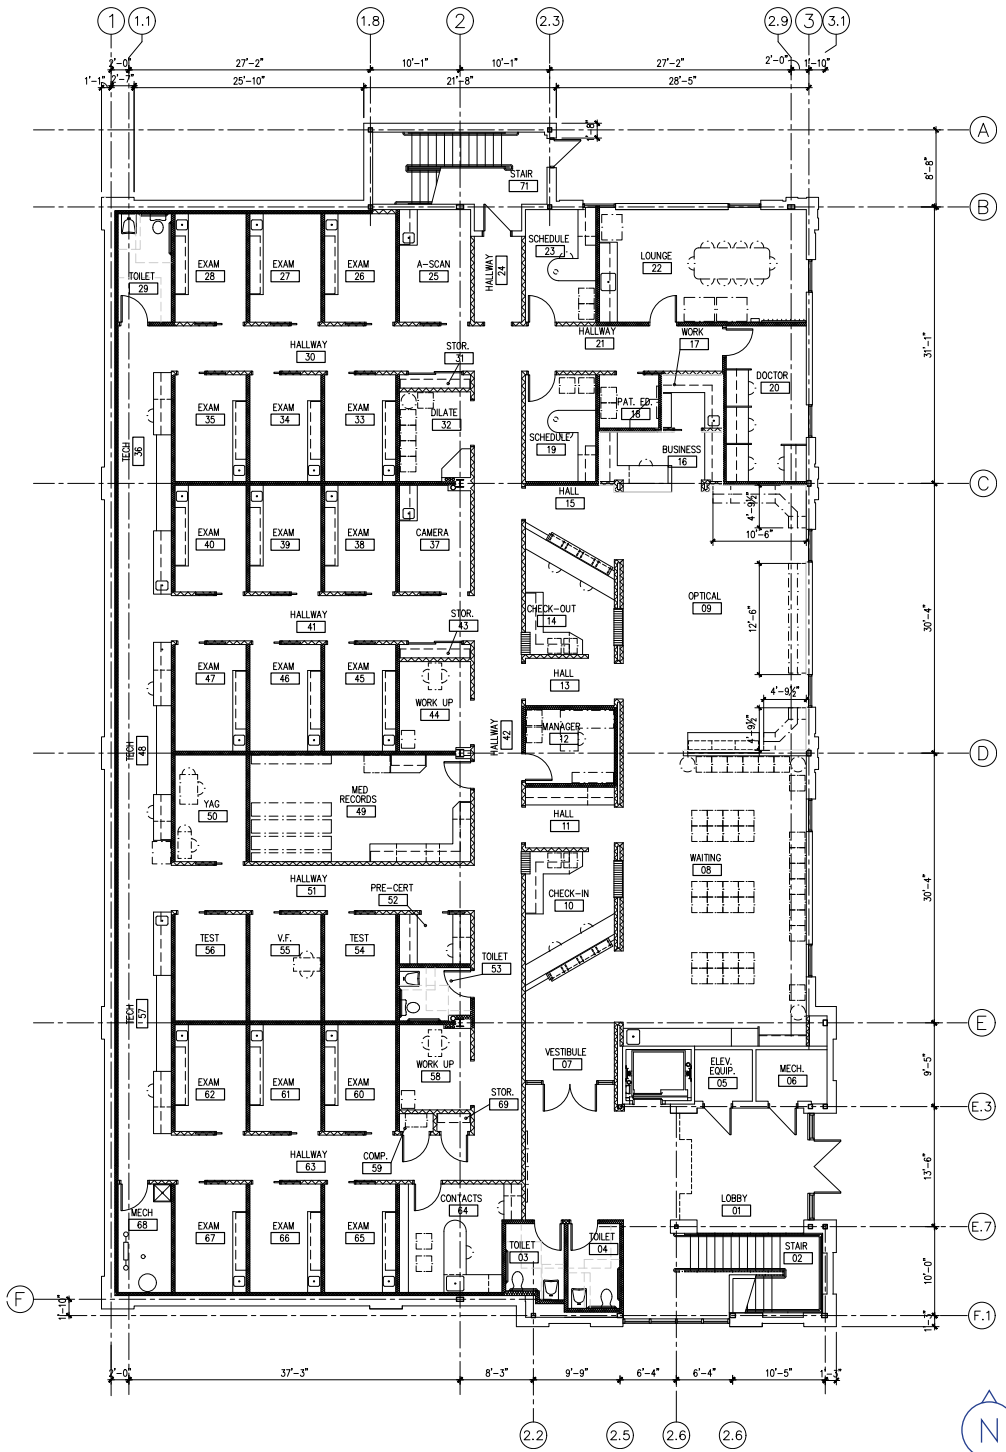 1
1.1
1.8
2
2.3
2.9
3
3.1
2'-0"
27'-2"
10'-1"
10'-1"
27'-2"
2'-0"
1'-10"
1'-1"
2'-7"
25'-10"
21'-8"
28'-5"
A
1'-8"
8'-8"
STAIR
71
B
SCHEDULE
23
LOUNGE
22
TOILET
29
EXAM
28
EXAM
27
EXAM
26
A-SCAN
25
HALLWAY
24
HALLWAY
30
STOR.
31
HALLWAY
21
WORK
17
31'-1"
DOCTOR
20
EXAM
35
EXAM
34
EXAM
33
DILATE
32
PAT. ED.
18
TECH
36
SCHEDULE
19
BUSINESS
16
C
HALL
15
4'-9½"
10'-6"
EXAM
40
EXAM
39
EXAM
38
CAMERA
37
OPTICAL
09
12'-6"
30'-4"
HALLWAY
41
STOR.
43
CHECK-OUT
14
EXAM
47
EXAM
46
EXAM
45
WORK UP
44
HALL
13
4'-9½"
4'-9½"
TECH
48
HALLWAY
42
MANAGER
12
D
YAG
50
MED
RECORDS
49
HALL
11
WAITING
08
30'-4"
HALLWAY
51
PRE-CERT
52
CHECK-IN
10
TEST
56
V.F.
55
TEST
54
TOILET
53
TECH
57
E
EXAM
62
EXAM
61
EXAM
60
WORK UP
58
VESTIBULE
07
ELEV.
EQUIP.
05
MECH.
06
9'-5"
STOR.
69
E.3
HALLWAY
63
COMP.
59
13'-6"
MECH
68
EXAM
67
EXAM
66
EXAM
65
CONTACTS
64
LOBBY
01
E.7
TOILET
03
TOILET
04
STAIR
02
10'-0"
F
1'-10"
F.1
1'-3"
2'-0"
37'-3"
8'-3"
9'-9"
6'-4"
6'-4"
10'-5"
1'-3"
2.2
2.5
2.6
2.6
N